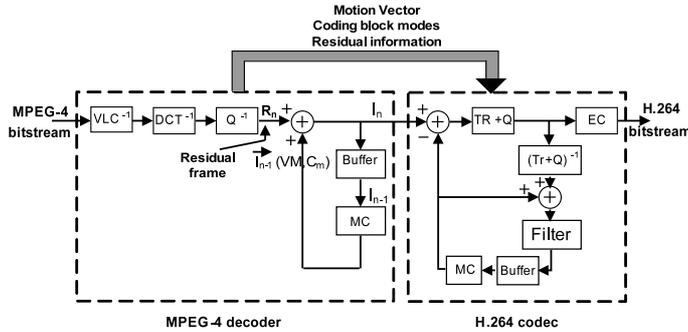 Motion Vector
Coding block modes
Residual information
MPEG-4
bitstream
VLC -1
DCT -1
Q -1
Rn
+
+
Residual
frame
In-1 (VM,Cm)
In
Buffer
In-1
MC
+
−
TR +Q
EC
H.264
bitstream
(Tr+Q) -1
+
+
Filter
MC
Buffer
MPEG-4 decoder
H.264 codec